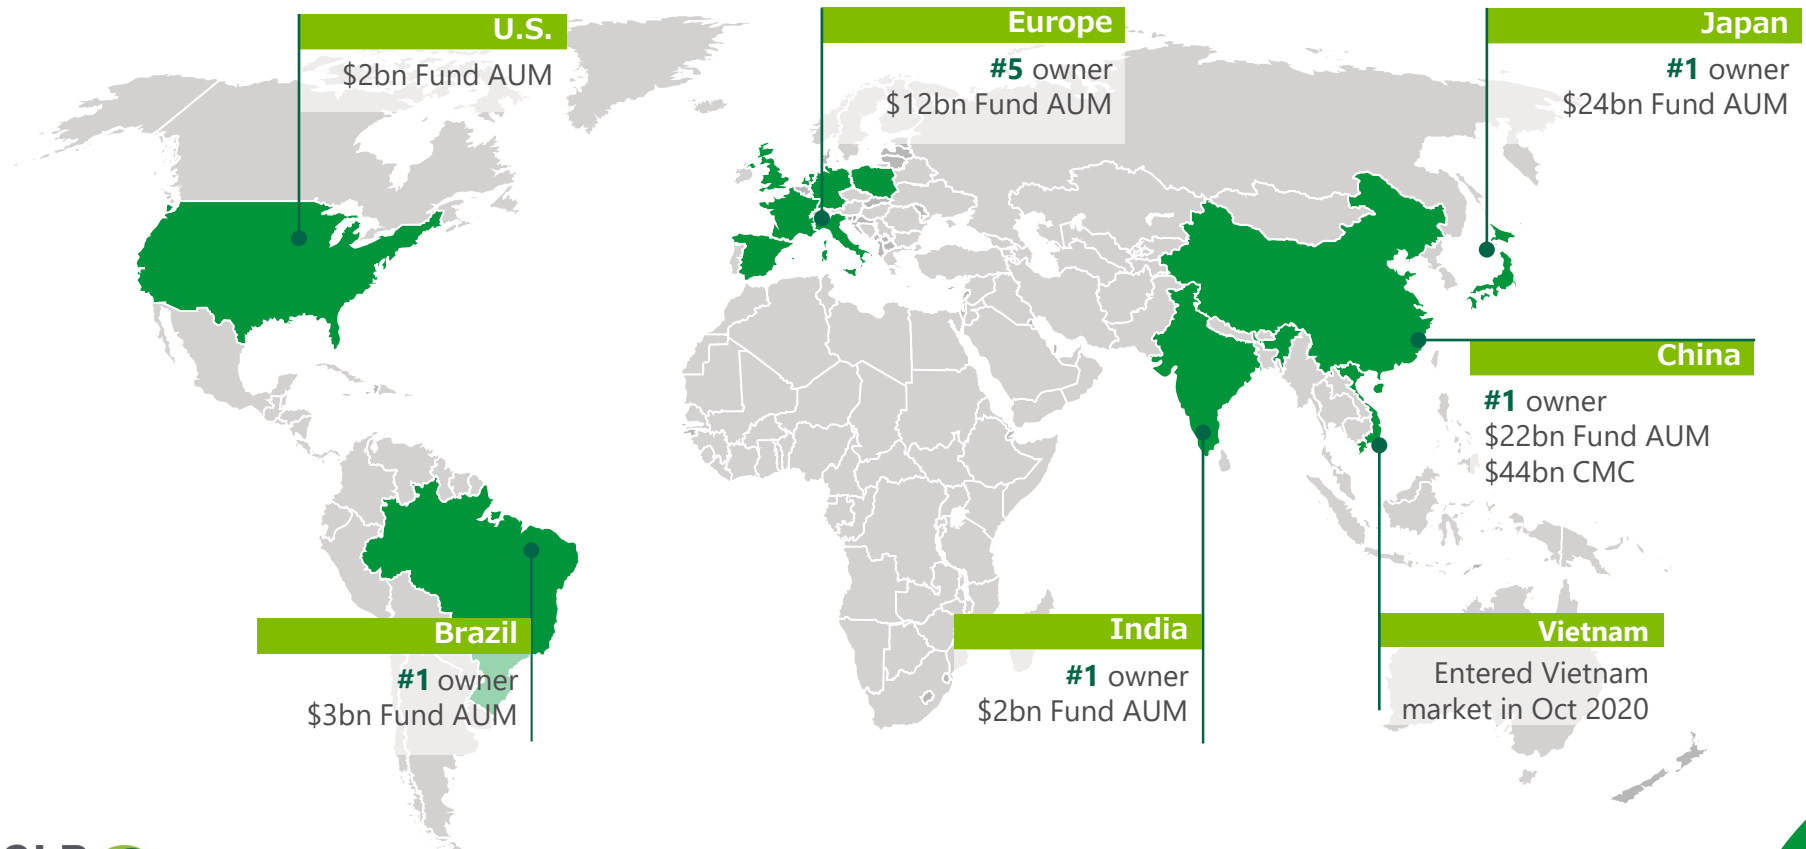 U.S.
$2bn Fund AUM
Europe
#5 owner
$12bn Fund AUM
Japan
#1 owner
$24bn Fund AUM
China
#1 owner
$22bn Fund AUM
$44bn CMC
Brazil
#1 owner
$3bn Fund AUM
India
#1 owner
$2bn Fund AUM
Vietnam
Entered Vietnam
market in Oct 2020